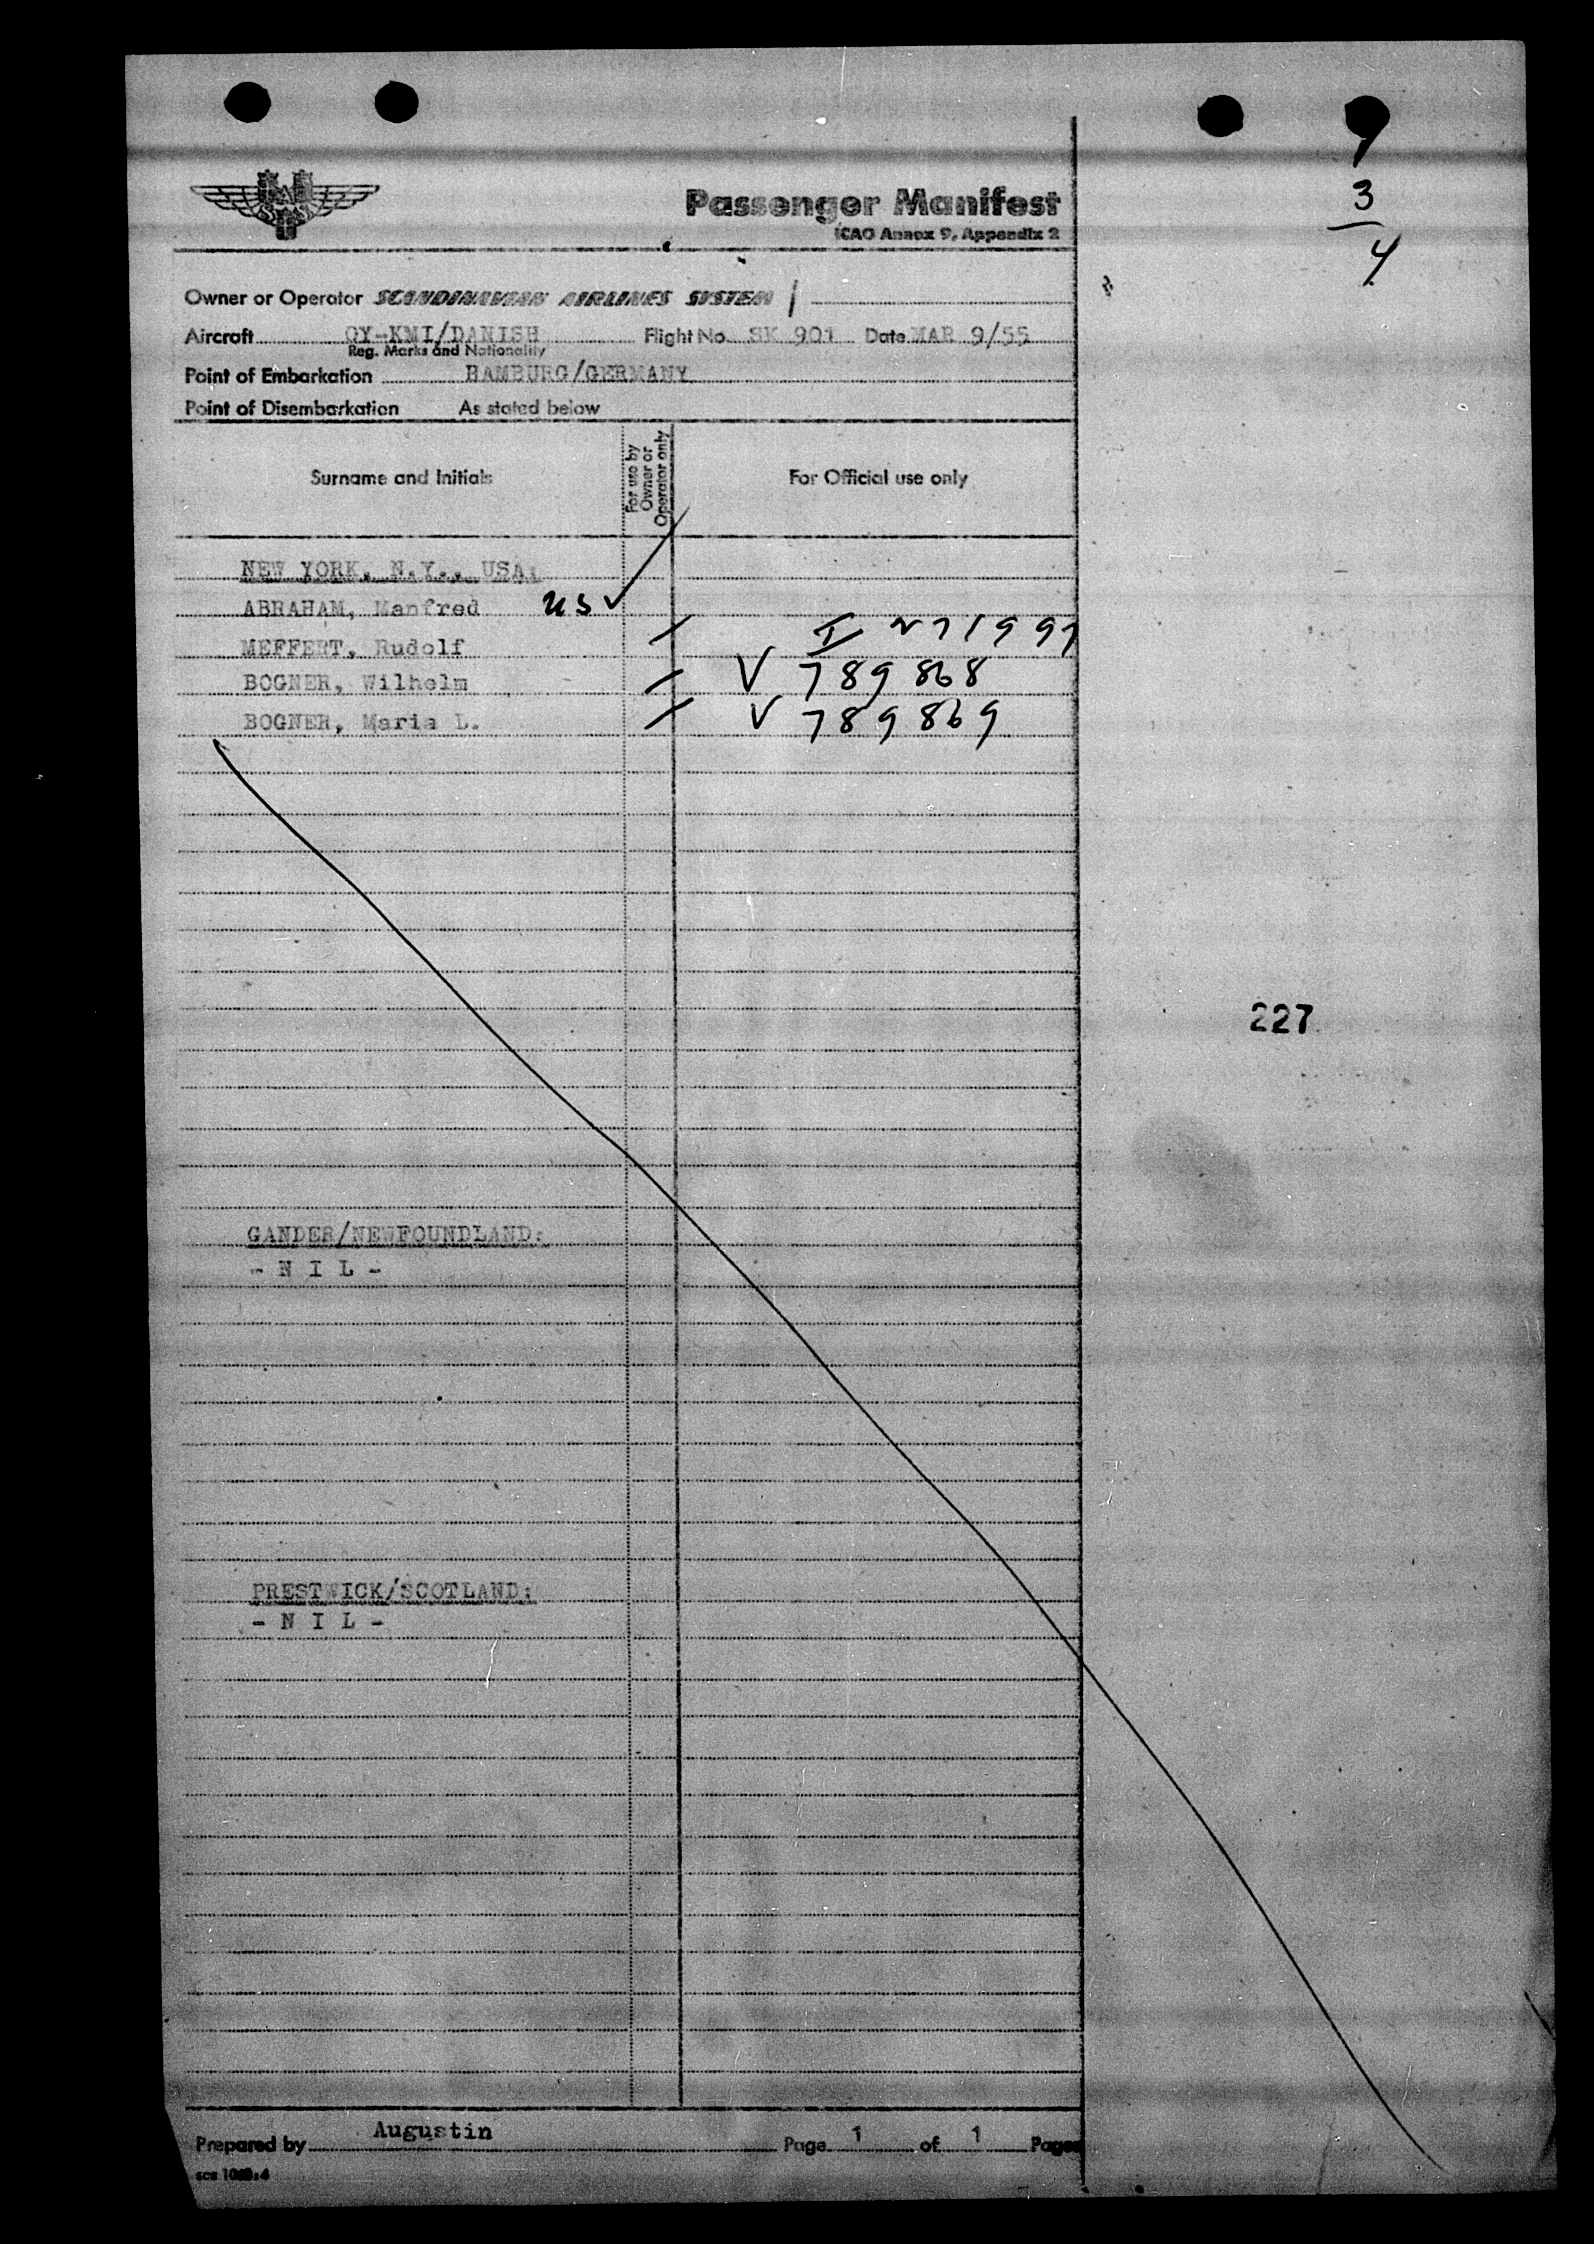 SAS
Passenger Manifest
ICAO Annex 9, Appendix 2
3
4
Owner or Operator SCANDINAVIAN AIRLINES SYSTEM
Aircraft OY-KMI/DANISH Flight No. SK 901 Date MAR 9/55
Reg. Marks and Nationality
Point of Embarkation HAMBURG/GERMANY
Point of Disembarkation As stated below
Surname and Initials For use by Owner or Operator only For Official use only
NEW YORK, N.Y., USA:
ABRAHAM, Manfred US
MEFFERT, Rudolf I 271997
BOGNER, Wilhelm V 789868
BOGNER, Maria L. V 789869
227
GANDER/NEWFOUNDLAND:
- N I L -
PRESTWICK/SCOTLAND:
- N I L -
Prepared by Augustin Page 1 of 1 Pages